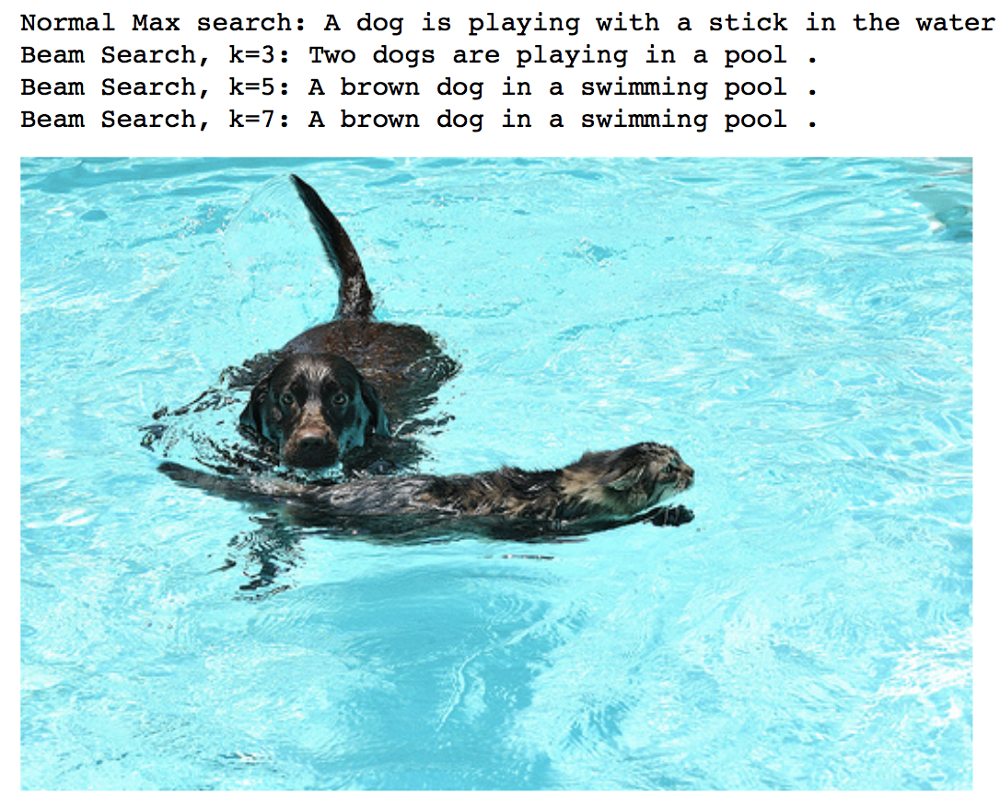 Normal Max search: A dog is playing with a stick in the water
Beam Search, k=3: Two dogs are playing in a pool .
Beam Search, k=5: A brown dog in a swimming pool .
Beam Search, k=7: A brown dog in a swimming pool .